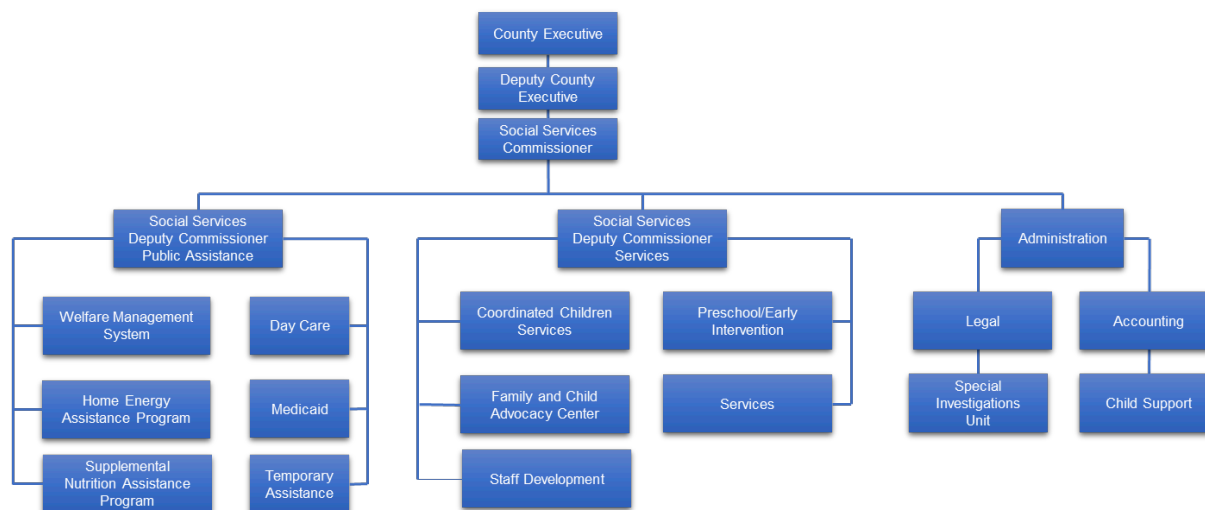 County Executive
Deputy County
Executive
Social Services
Commissioner
Social Services
Deputy Commissioner
Public Assistance
Social Services
Deputy Commissioner
Services
Administration
Welfare Management
System
Day Care
Coordinated Children
Services
Preschool/Early
Intervention
Legal
Accounting
Home Energy
Assistance Program
Medicaid
Family and Child
Advocacy Center
Services
Special
Investigations
Unit
Child Support
Supplemental
Nutrition Assistance
Program
Temporary
Assistance
Staff Development